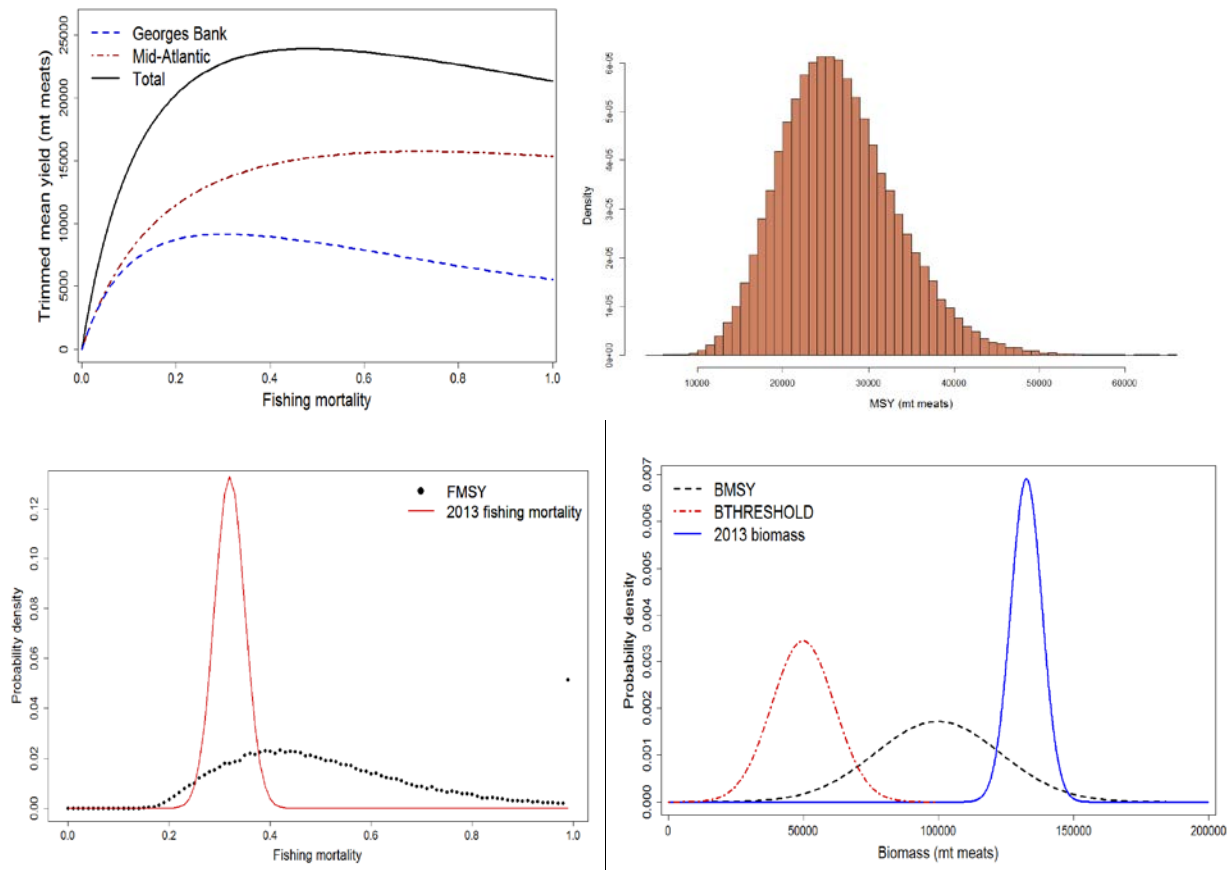 Georges Bank
Mid-Atlantic
Total
Trimmed mean yield (mt meats)
0 5000 10000 15000 20000 25000
0.0 0.2 0.4 0.6 0.8 1.0
Fishing mortality
Density
0e+00 1e-05 2e-05 3e-05 4e-05 5e-05 6e-05
10000 20000 30000 40000 50000 60000
MSY (mt meats)
FMSY
2013 fishing mortality
Probability density
0.00 0.02 0.04 0.06 0.08 0.10 0.12
0.0 0.2 0.4 0.6 0.8 1.0
Fishing mortality
BMSY
BTHRESHOLD
2013 biomass
Probability density
0.000 0.001 0.002 0.003 0.004 0.005 0.006 0.007
0 50000 100000 150000 200000
Biomass (mt meats)